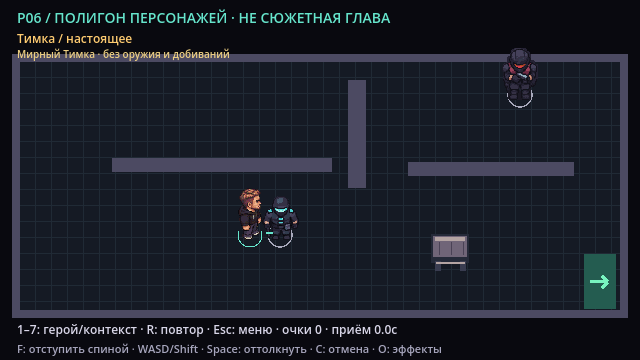 P06 / ПОЛИГОН ПЕРСОНАЖЕЙ · НЕ СЮЖЕТНАЯ ГЛАВА
Тимка / настоящее
Мирный Тимка · без оружия и добиваний
1–7: герой/контекст · R: повтор · Esc: меню · очки 0 · приём 0.0с
F: отступить спиной · WASD/Shift · Space: оттолкнуть · C: отмена · O: эффекты